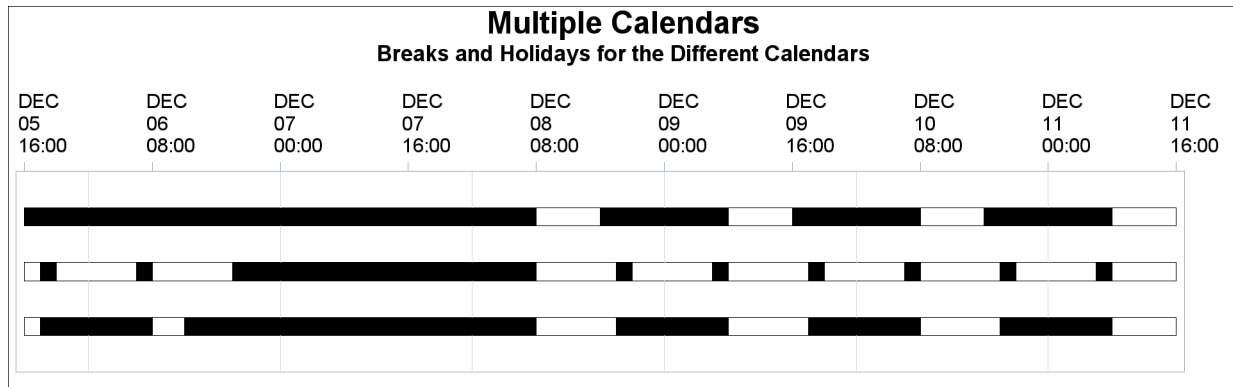 Multiple Calendars
Breaks and Holidays for the Different Calendars
DEC DEC DEC DEC DEC DEC DEC DEC DEC DEC
05 06 07 07 08 09 09 10 11 11
16:00 08:00 00:00 16:00 08:00 00:00 16:00 08:00 00:00 16:00